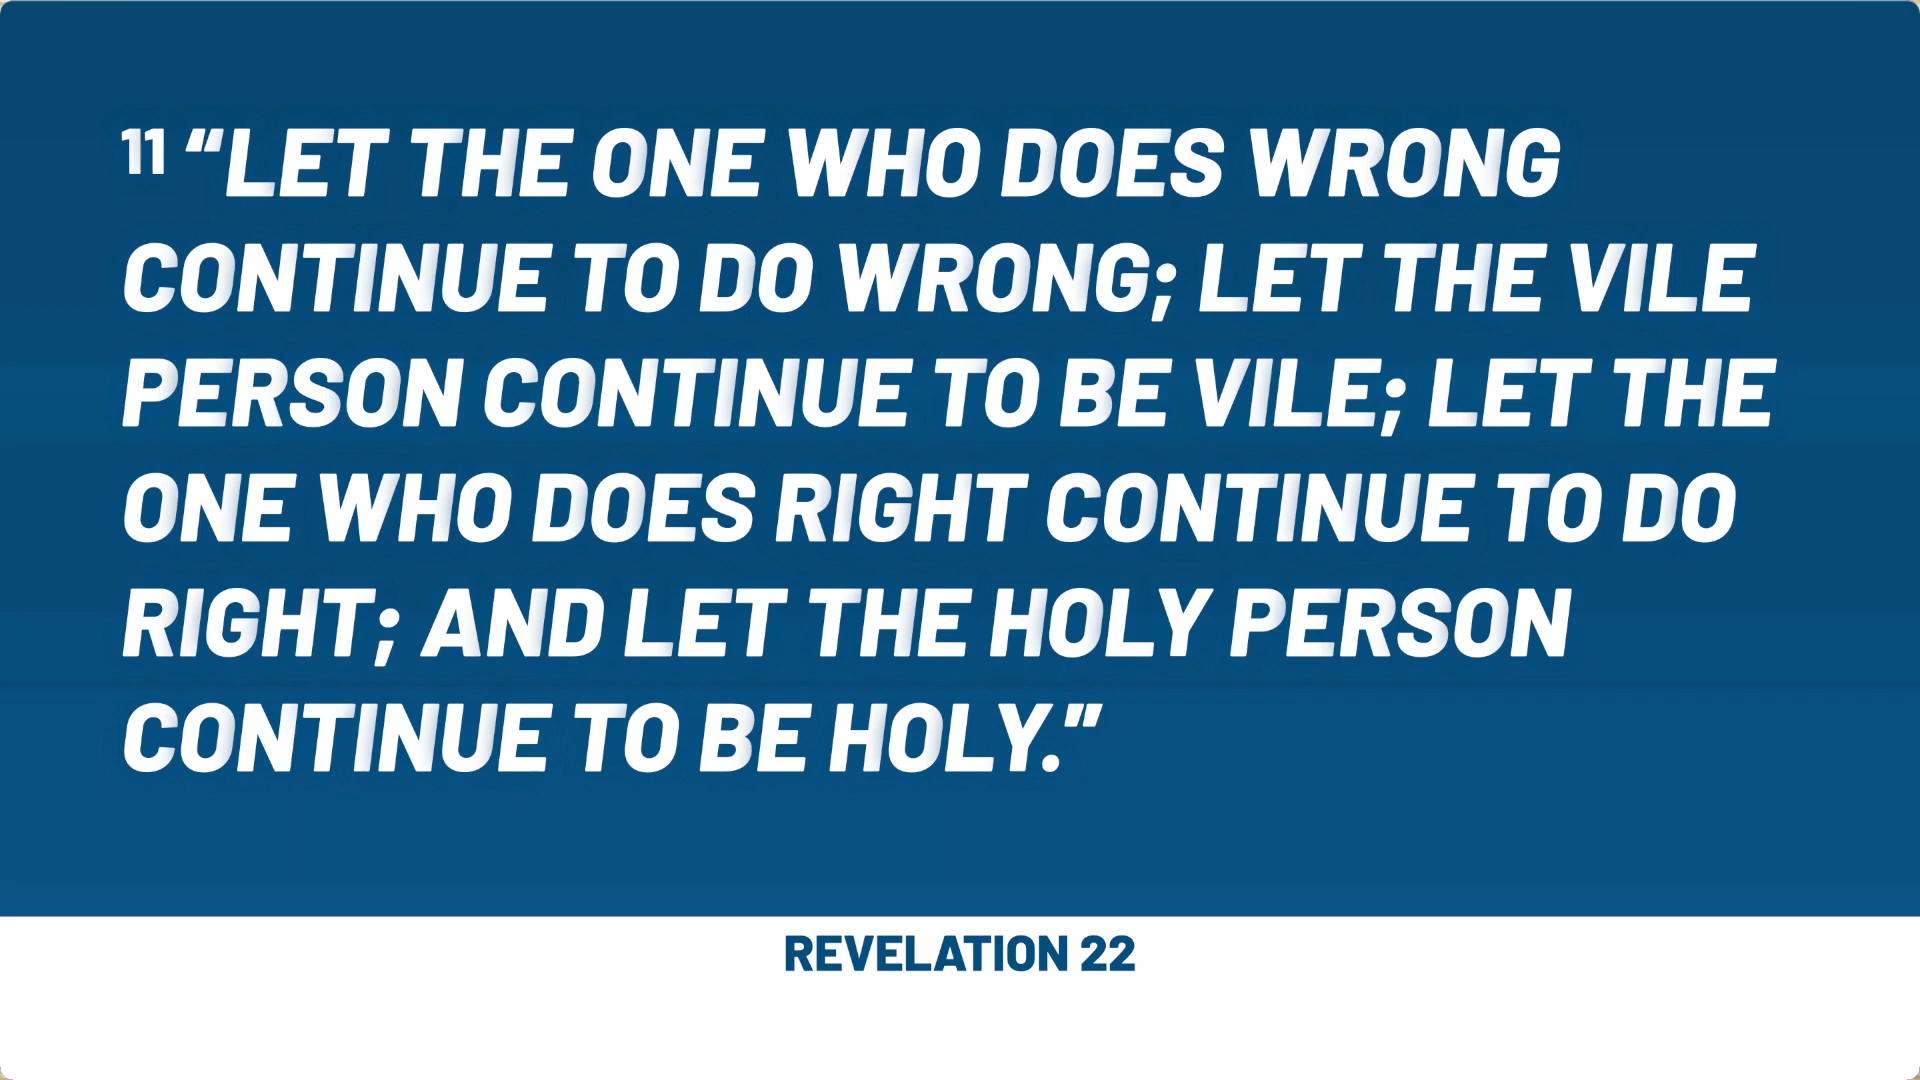 11 “LET THE ONE WHO DOES WRONG
CONTINUE TO DO WRONG; LET THE VILE
PERSON CONTINUE TO BE VILE; LET THE
ONE WHO DOES RIGHT CONTINUE TO DO
RIGHT; AND LET THE HOLY PERSON
CONTINUE TO BE HOLY.”
REVELATION 22